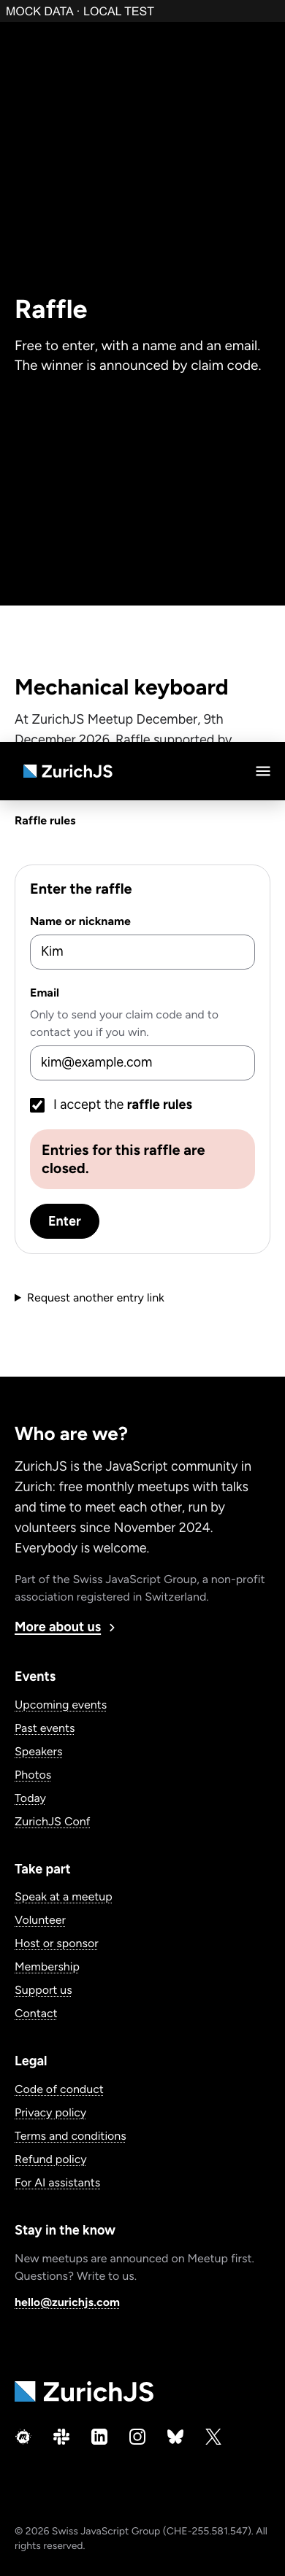 MOCK DATA · LOCAL TEST
Raffle
Free to enter, with a name and an email.
The winner is announced by claim code.
Mechanical keyboard
At ZurichJS Meetup December, 9th
December 2026. Raffle supported by
ZurichJS
Raffle rules
Enter the raffle
Name or nickname
Kim
Email
Only to send your claim code and to
contact you if you win.
kim@example.com
I accept the raffle rules
Entries for this raffle are
closed.
Enter
Request another entry link
Who are we?
ZurichJS is the JavaScript community in
Zurich: free monthly meetups with talks
and time to meet each other, run by
volunteers since November 2024.
Everybody is welcome.
Part of the Swiss JavaScript Group, a non-profit
association registered in Switzerland.
More about us
Events
Upcoming events
Past events
Speakers
Photos
Today
ZurichJS Conf
Take part
Speak at a meetup
Volunteer
Host or sponsor
Membership
Support us
Contact
Legal
Code of conduct
Privacy policy
Terms and conditions
Refund policy
For AI assistants
Stay in the know
New meetups are announced on Meetup first.
Questions? Write to us.
hello@zurichjs.com
ZurichJS
© 2026 Swiss JavaScript Group (CHE-255.581.547). All
rights reserved.